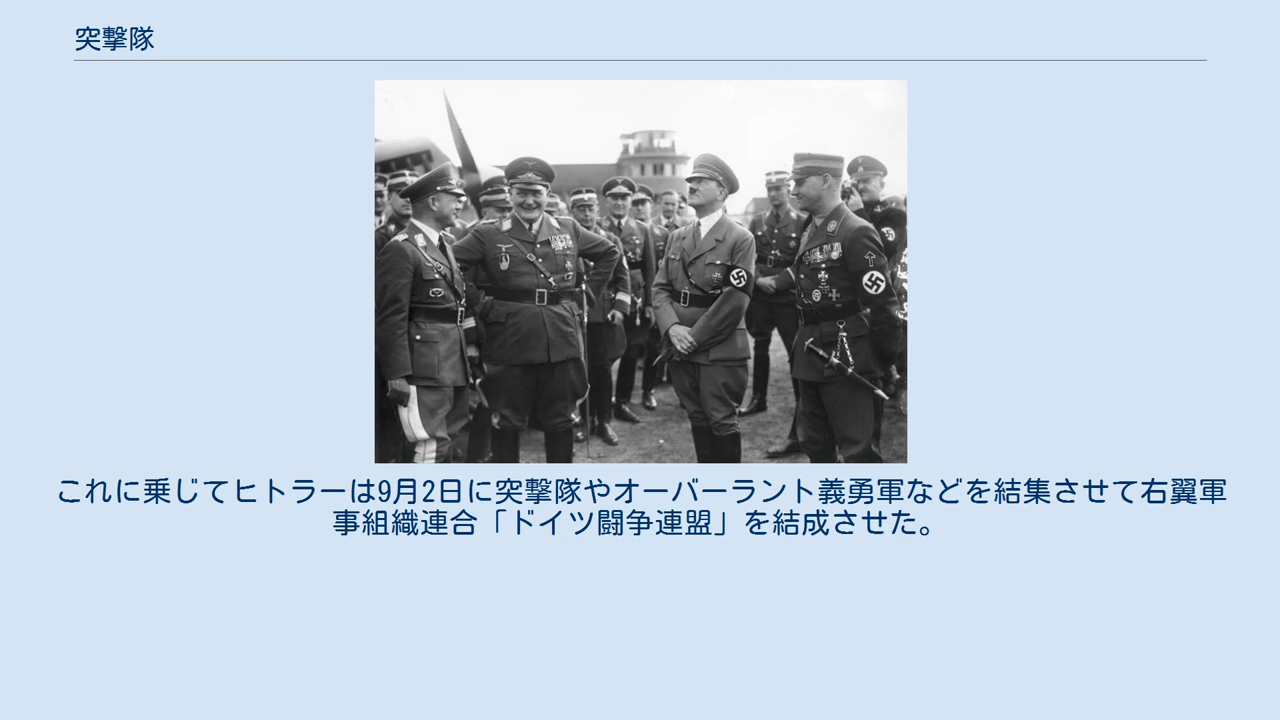 突撃隊
これに乗じてヒトラーは9月2日に突撃隊やオーバーラント義勇軍などを結集させて右翼軍
事組織連合「ドイツ闘争連盟」を結成させた。